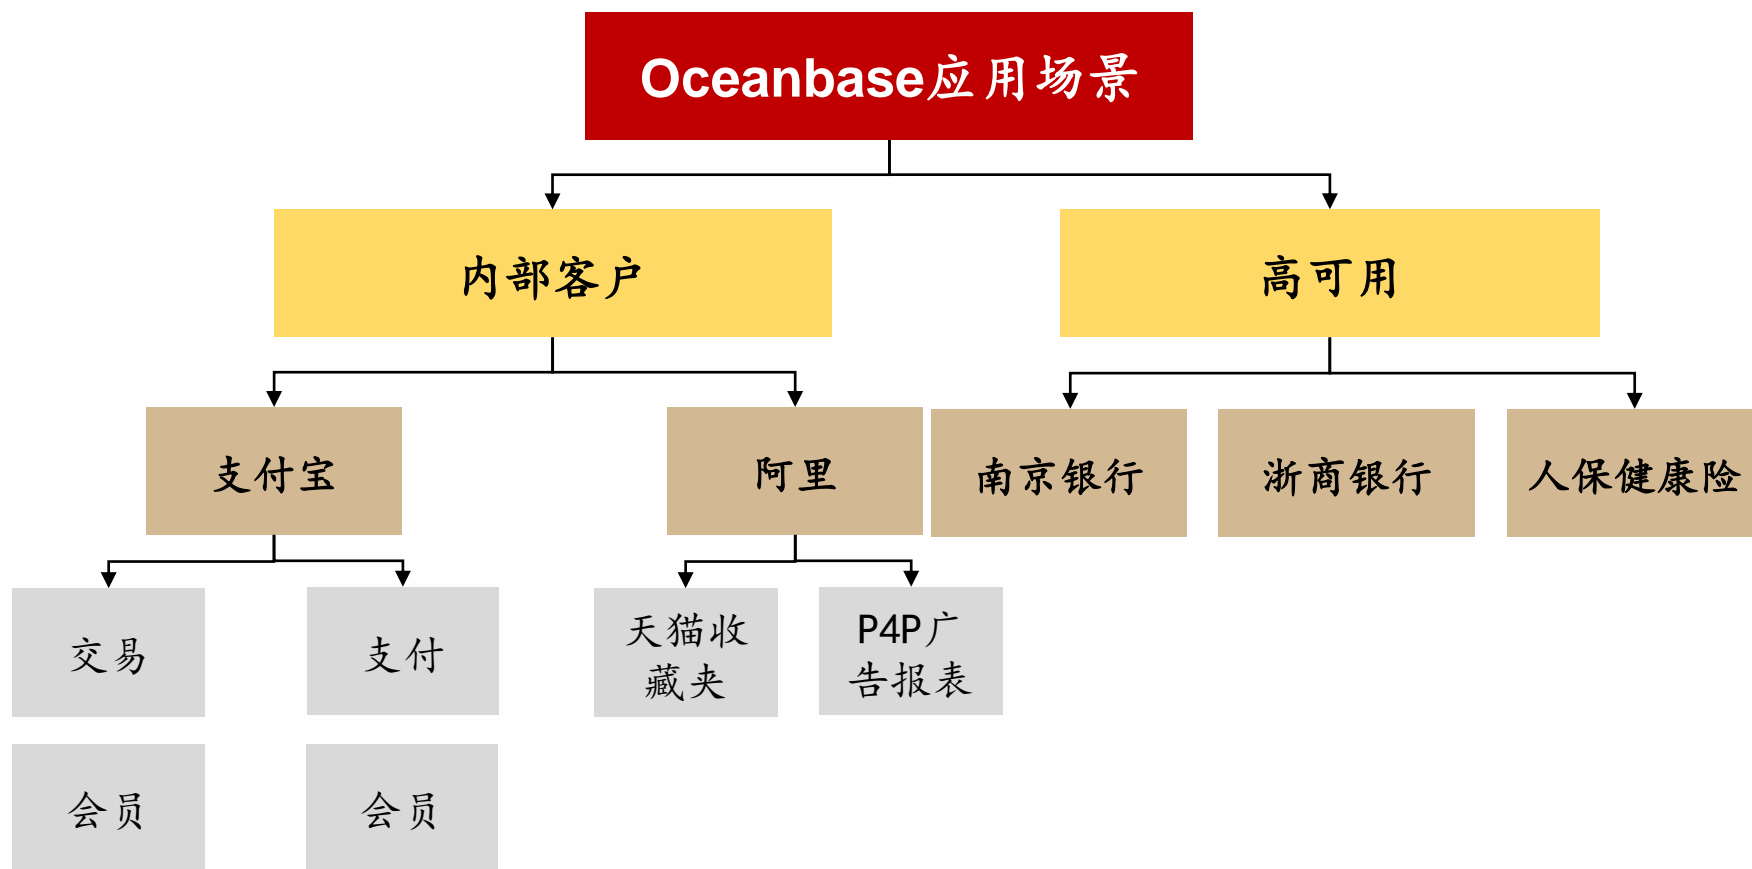 Oceanbase应用场景
内部客户
高可用
支付宝
阿里
南京银行
浙商银行
人保健康险
交易
支付
天猫收
藏夹
P4P广
告报表
会员
会员